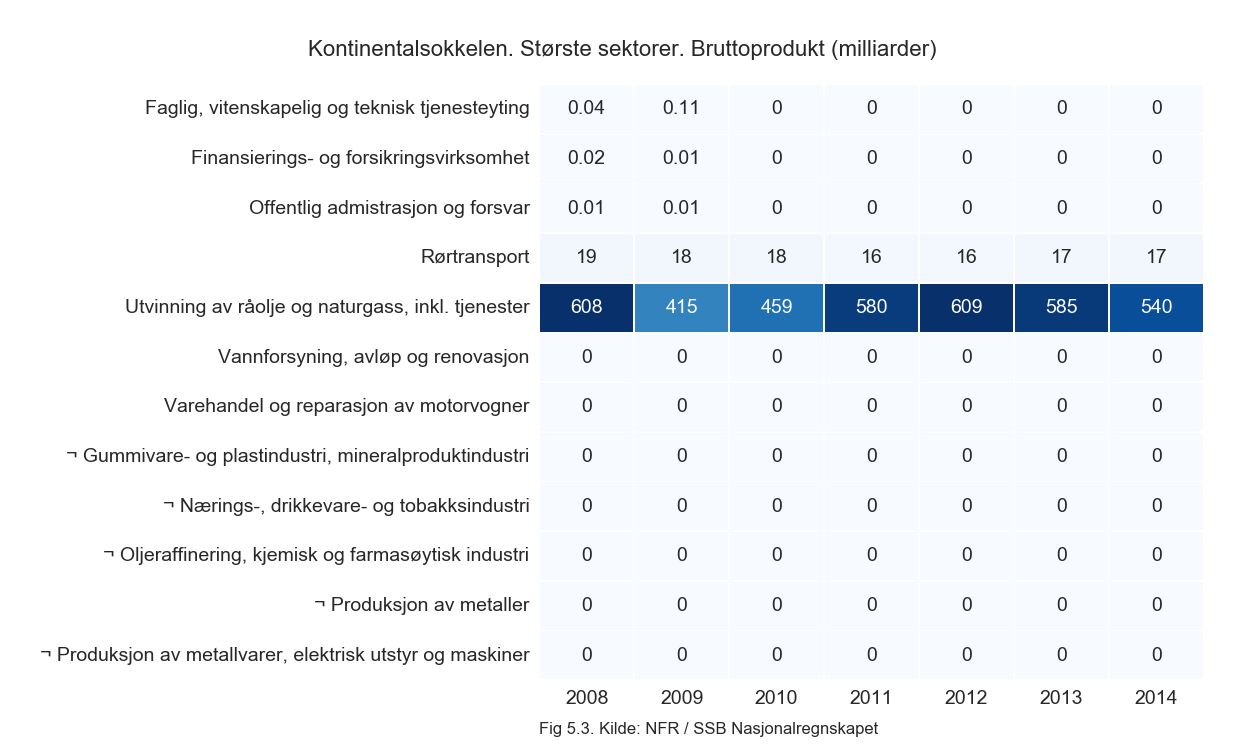 Kontinentalsokkelen. Største sektorer. Bruttoprodukt (milliarder)
Faglig, vitenskapelig og teknisk tjenesteyting 0.04 0.11 0 0 0 0 0
Finansierings- og forsikringsvirksomhet 0.02 0.01 0 0 0 0 0
Offentlig admistrasjon og forsvar 0.01 0.01 0 0 0 0 0
Rørtransport 19 18 18 16 16 17 17
Utvinning av råolje og naturgass, inkl. tjenester 608 415 459 580 609 585 540
Vannforsyning, avløp og renovasjon 0 0 0 0 0 0 0
Varehandel og reparasjon av motorvogner 0 0 0 0 0 0 0
¬ Gummivare- og plastindustri, mineralproduktindustri 0 0 0 0 0 0 0
¬ Nærings-, drikkevare- og tobakksindustri 0 0 0 0 0 0 0
¬ Oljeraffinering, kjemisk og farmasøytisk industri 0 0 0 0 0 0 0
¬ Produksjon av metaller 0 0 0 0 0 0 0
¬ Produksjon av metallvarer, elektrisk utstyr og maskiner 0 0 0 0 0 0 0
2008 2009 2010 2011 2012 2013 2014
Fig 5.3. Kilde: NFR / SSB Nasjonalregnskapet